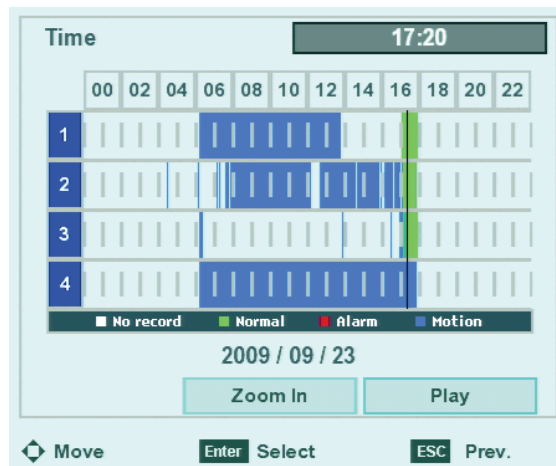 Time 17:20
00 02 04 06 08 10 12 14 16 18 20 22
1
2
3
4
No record Normal Alarm Motion
2009 / 09 / 23
Zoom In Play
Move Enter Select ESC Prev.